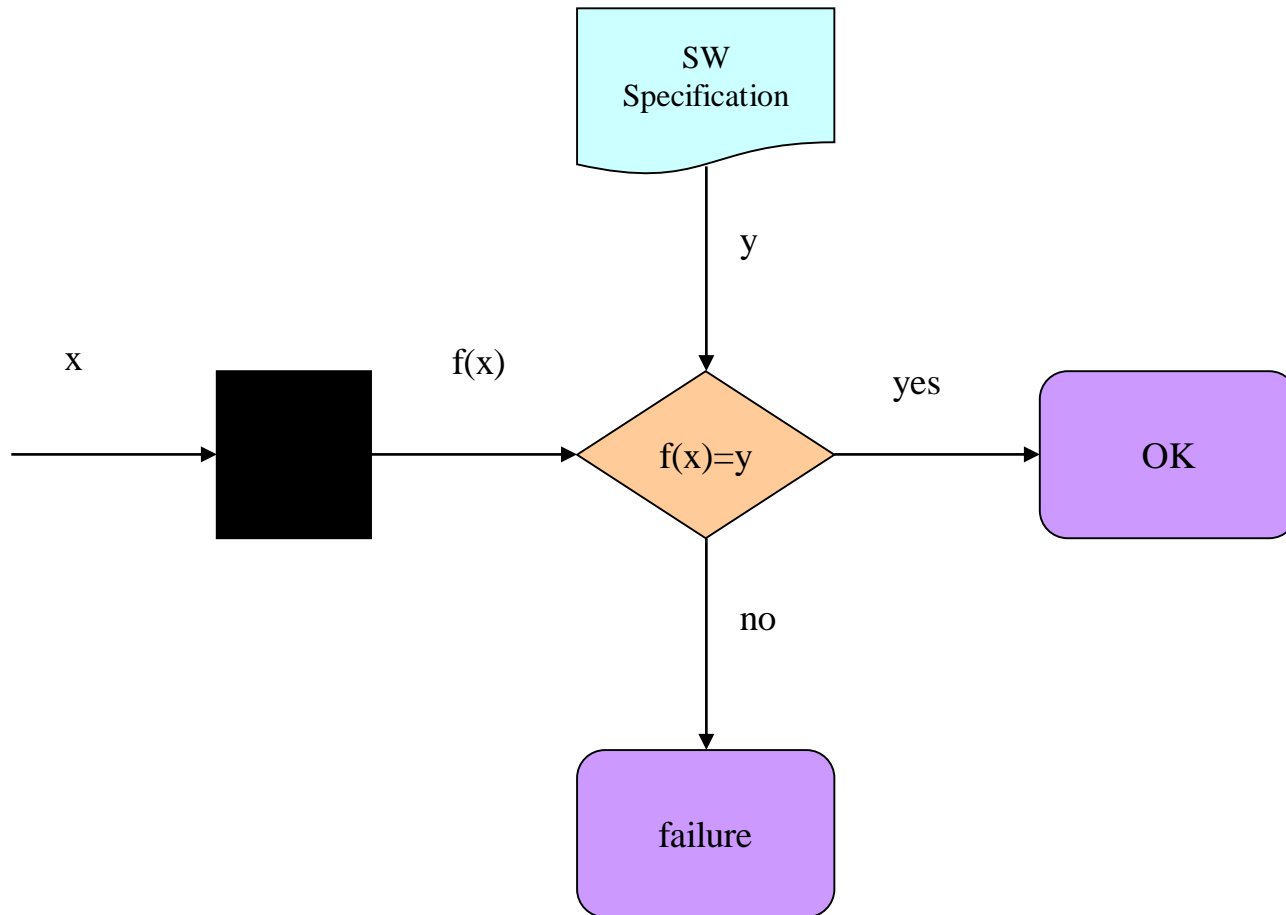 SW
Specification
y
x
f(x)
yes
f(x)=y
OK
no
failure